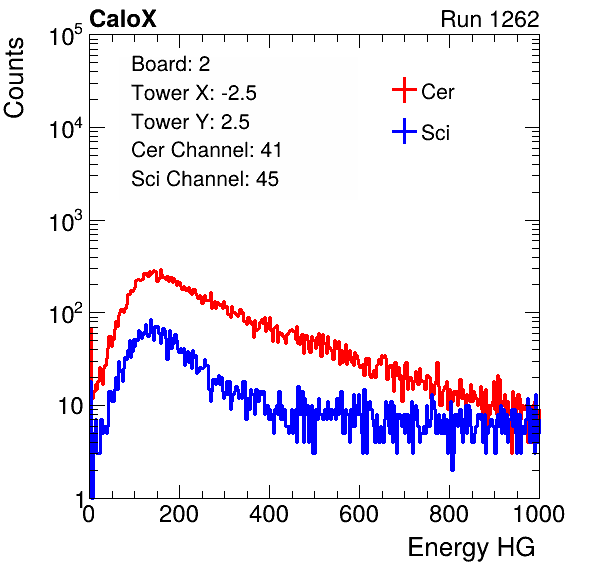 CaloX Run 1262
Counts
Board: 2
Tower X: -2.5
Tower Y: 2.5
Cer Channel: 41
Sci Channel: 45
Cer
Sci
10^5
10^4
10^3
10^2
10
1
0 200 400 600 800 1000
Energy HG